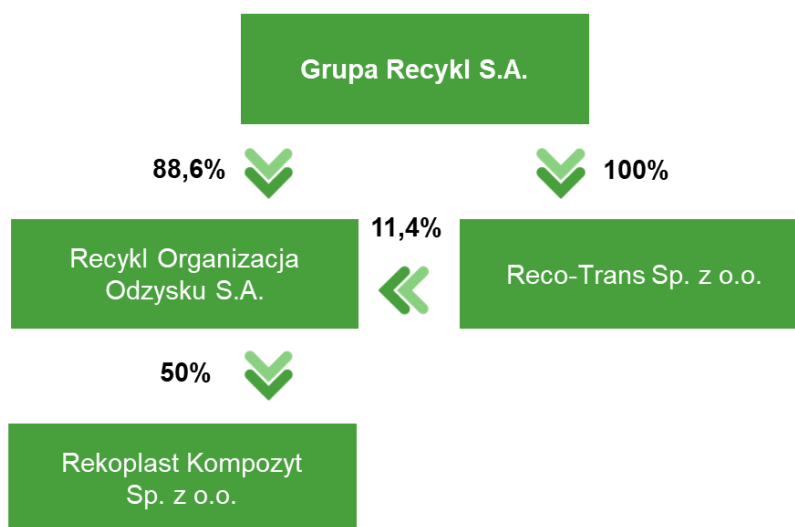 Grupa Recykl S.A.
88,6%
100%
11,4%
Recykl Organizacja
Odzysku S.A.
Reco-Trans Sp. z o.o.
50%
Rekoplast Kompozyt
Sp. z o.o.